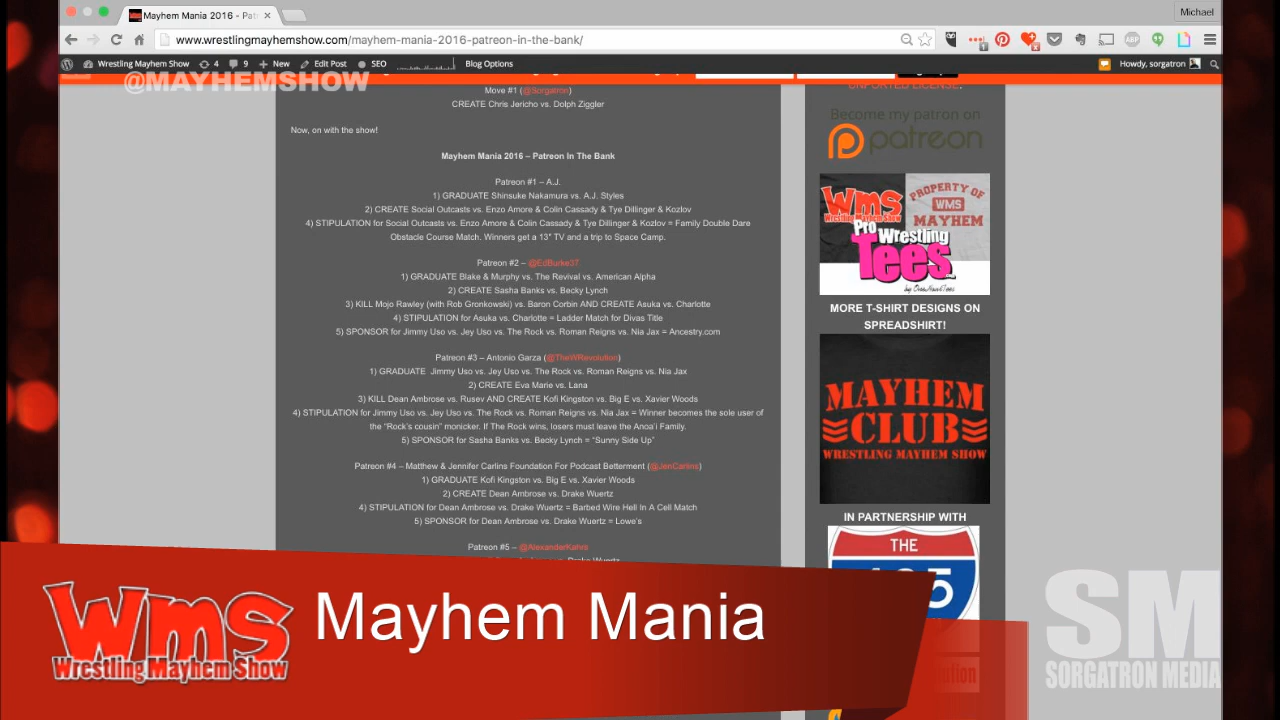 Mayhem Mania 2016 - Pat
Michael
www.wrestlingmayhemshow.com/mayhem-mania-2016-patreon-in-the-bank/
Wrestling Mayhem Show 4 9 New Edit Post SEO Blog Options Howdy, sorgatron
@MAYHEMSHOW
Move #1 (@Sorgatron)
CREATE Chris Jericho vs. Dolph Ziggler
Now, on with the show!
Mayhem Mania 2016 – Patreon In The Bank
Patreon #1 – A.J.
1) GRADUATE Shinsuke Nakamura vs. A.J. Styles
2) CREATE Social Outcasts vs. Enzo Amore & Colin Cassady & Tye Dillinger & Kozlov
4) STIPULATION for Social Outcasts vs. Enzo Amore & Colin Cassady & Tye Dillinger & Kozlov = Family Double Dare
Obstacle Course Match. Winners get a 13" TV and a trip to Space Camp.
Patreon #2 – @EdBurke37
1) GRADUATE Blake & Murphy vs. The Revival vs. American Alpha
2) CREATE Sasha Banks vs. Becky Lynch
3) KILL Mojo Rawley (with Rob Gronkowski) vs. Baron Corbin AND CREATE Asuka vs. Charlotte
4) STIPULATION for Asuka vs. Charlotte = Ladder Match for Divas Title
5) SPONSOR for Jimmy Uso vs. Jey Uso vs. The Rock vs. Roman Reigns vs. Nia Jax = Ancestry.com
Patreon #3 – Antonio Garza (@TheWRevolution)
1) GRADUATE Jimmy Uso vs. Jey Uso vs. The Rock vs. Roman Reigns vs. Nia Jax
2) CREATE Eva Marie vs. Lana
3) KILL Dean Ambrose vs. Rusev AND CREATE Kofi Kingston vs. Big E vs. Xavier Woods
4) STIPULATION for Jimmy Uso vs. Jey Uso vs. The Rock vs. Roman Reigns vs. Nia Jax = Winner becomes the sole user of
the "Rock's cousin" monicker. If The Rock wins, losers must leave the Anoa'i Family.
5) SPONSOR for Sasha Banks vs. Becky Lynch = "Sunny Side Up"
Patreon #4 – Matthew & Jennifer Carlins Foundation For Podcast Betterment (@JenCarlins)
1) GRADUATE Kofi Kingston vs. Big E vs. Xavier Woods
2) CREATE Dean Ambrose vs. Drake Wuertz
4) STIPULATION for Dean Ambrose vs. Drake Wuertz = Barbed Wire Hell In A Cell Match
5) SPONSOR for Dean Ambrose vs. Drake Wuertz = Lowe's
Patreon #5 – @AlexanderKahrs
UNPORTED LICENSE.
Become my patron on
patreon
WMS
Wrestling Mayhem Show
PROPERTY OF
WMS
MAYHEM
Pro
Wrestling
Tees
by OneHourTees
MORE T-SHIRT DESIGNS ON
SPREADSHIRT!
MAYHEM
CLUB
WRESTLING MAYHEM SHOW
IN PARTNERSHIP WITH
THE
Wms
Wrestling Mayhem Show
Mayhem Mania
SM
SORGATRON MEDIA